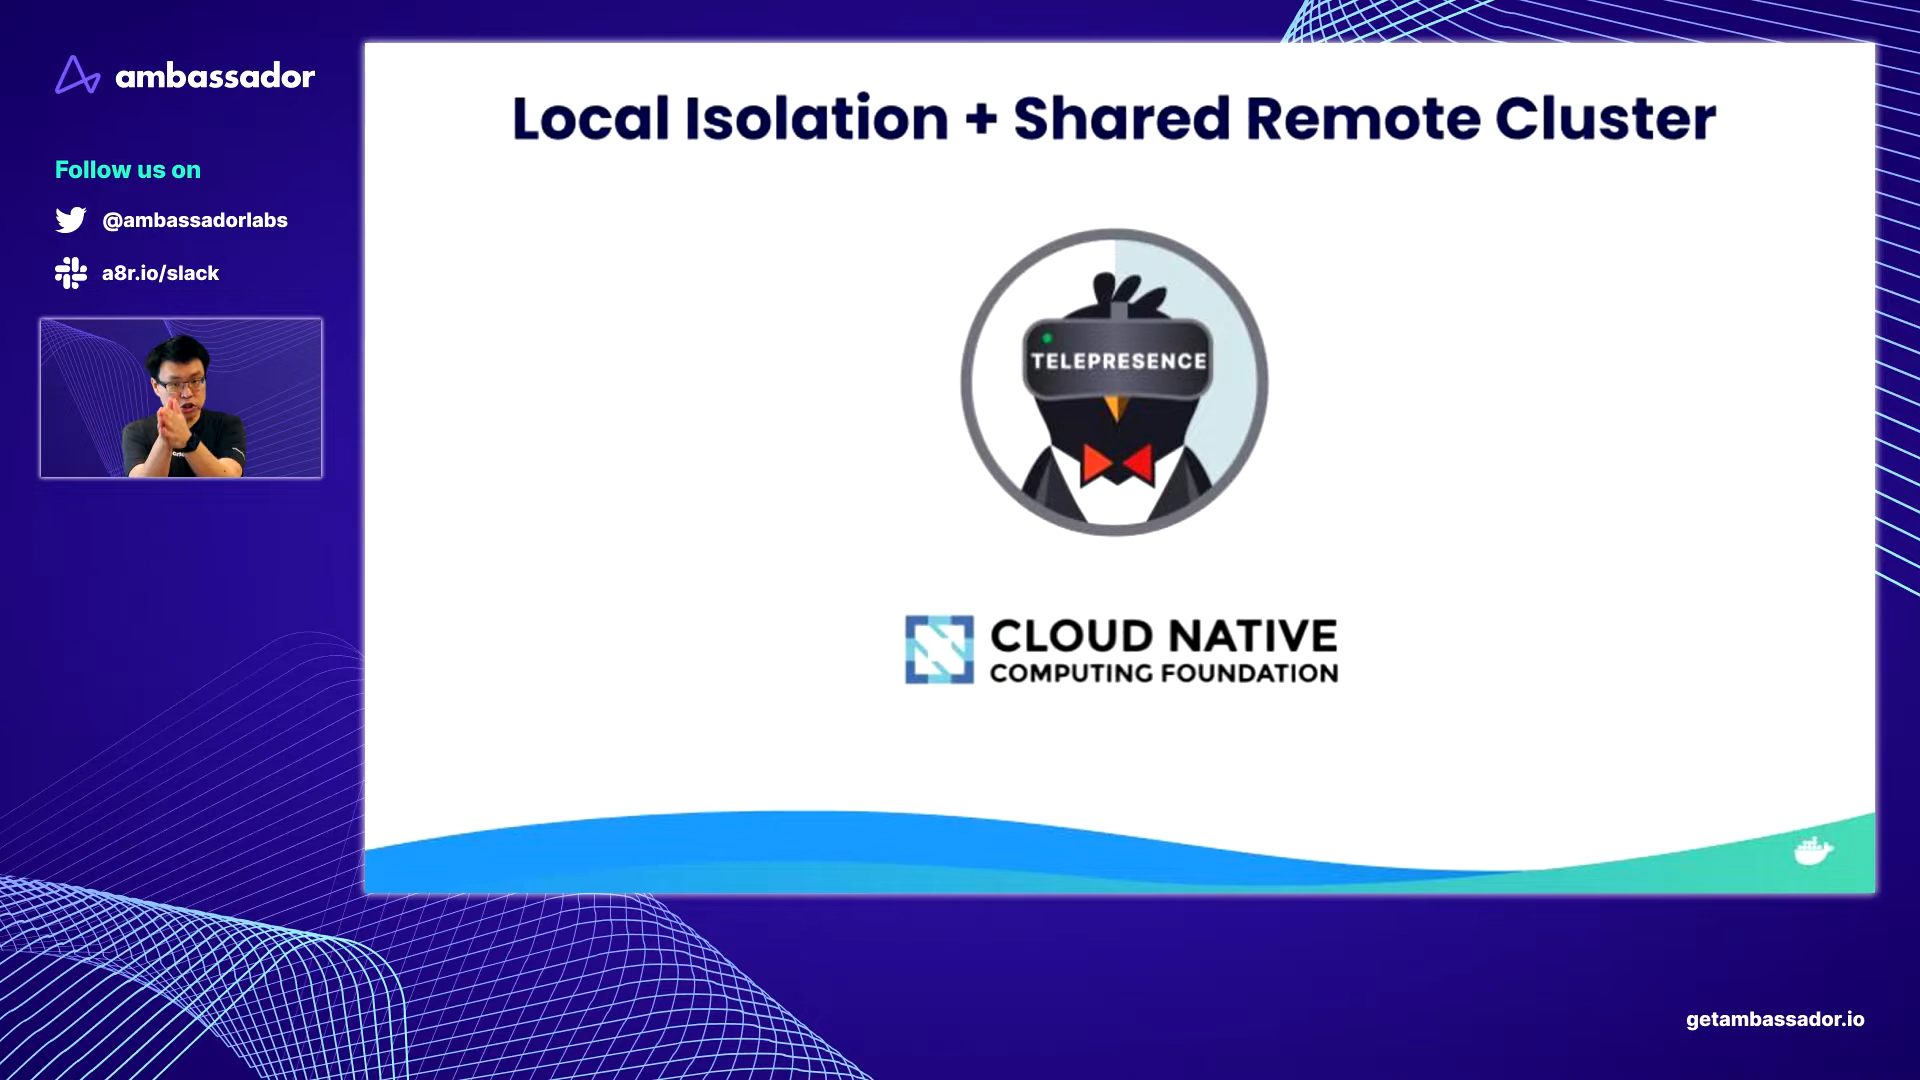 ambassador
Follow us on
@ambassadorlabs
a8r.io/slack
Local Isolation + Shared Remote Cluster
TELEPRESENCE
CLOUD NATIVE
COMPUTING FOUNDATION
getambassador.io